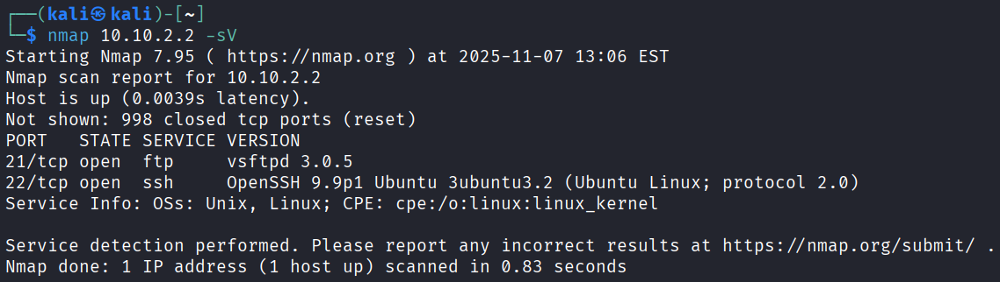 ┌──(kali㉿kali)-[~]
└─$ nmap 10.10.2.2 -sV
Starting Nmap 7.95 ( https://nmap.org ) at 2025-11-07 13:06 EST
Nmap scan report for 10.10.2.2
Host is up (0.0039s latency).
Not shown: 998 closed tcp ports (reset)
PORT   STATE SERVICE VERSION
21/tcp open  ftp     vsftpd 3.0.5
22/tcp open  ssh     OpenSSH 9.9p1 Ubuntu 3ubuntu3.2 (Ubuntu Linux; protocol 2.0)
Service Info: OSs: Unix, Linux; CPE: cpe:/o:linux:linux_kernel

Service detection performed. Please report any incorrect results at https://nmap.org/submit/ .
Nmap done: 1 IP address (1 host up) scanned in 0.83 seconds